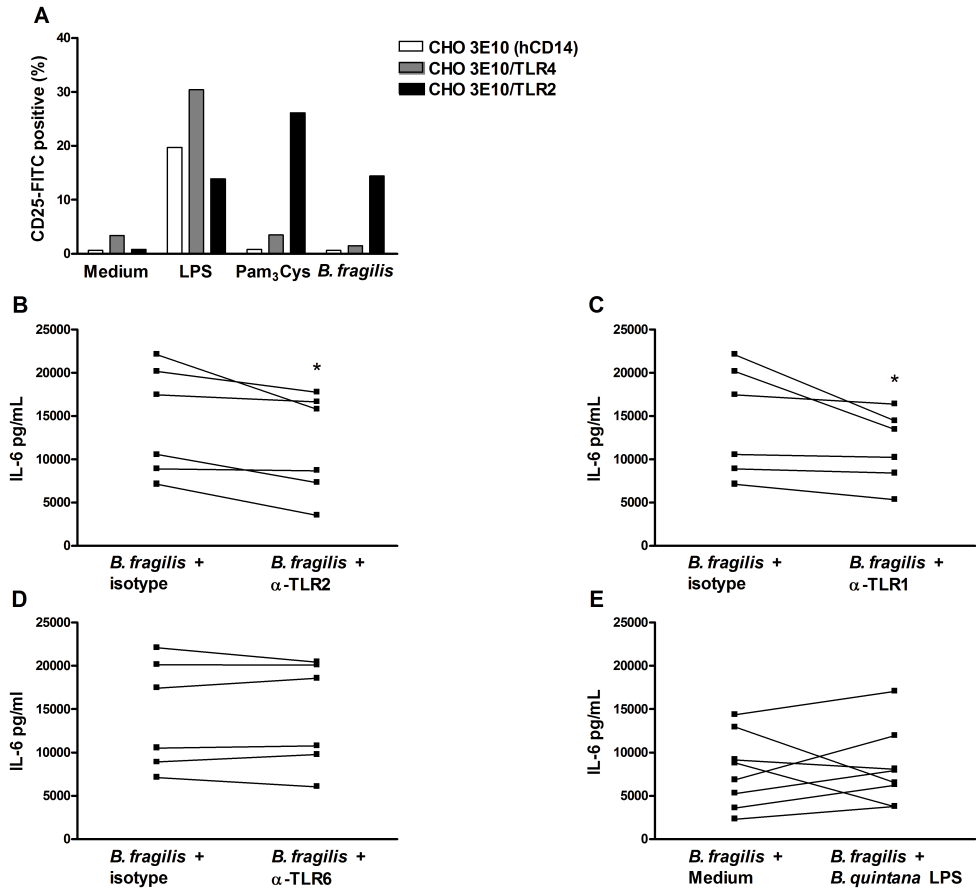 A
CD25-FITC positive (%)
40
30
20
10
0
Medium
LPS
Pam₃Cys
B. fragilis
CHO 3E10 (hCD14)
CHO 3E10/TLR4
CHO 3E10/TLR2
B
IL-6 pg/mL
25000
20000
15000
10000
5000
0
*
B. fragilis +
isotype
B. fragilis +
α-TLR2
C
IL-6 pg/mL
25000
20000
15000
10000
5000
0
*
B. fragilis +
isotype
B. fragilis +
α-TLR1
D
IL-6 pg/ml
25000
20000
15000
10000
5000
0
B. fragilis +
isotype
B. fragilis +
α-TLR6
E
IL-6 pg/mL
25000
20000
15000
10000
5000
0
B. fragilis +
Medium
B. fragilis +
B. quintana LPS